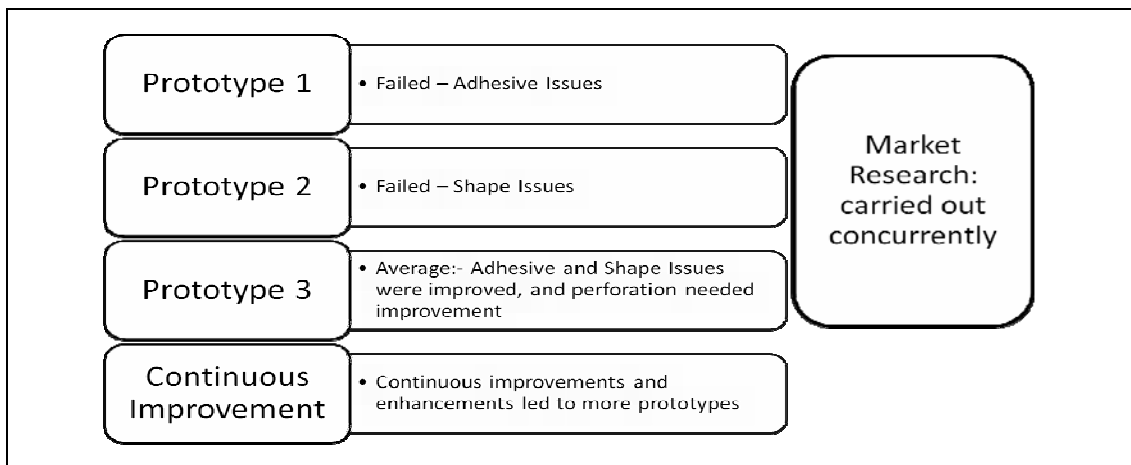 Prototype 1
• Failed – Adhesive Issues
Prototype 2
• Failed – Shape Issues
Prototype 3
• Average:- Adhesive and Shape Issues
were improved, and perforation needed
improvement
Continuous
Improvement
• Continuous improvements and
enhancements led to more prototypes
Market
Research:
carried out
concurrently